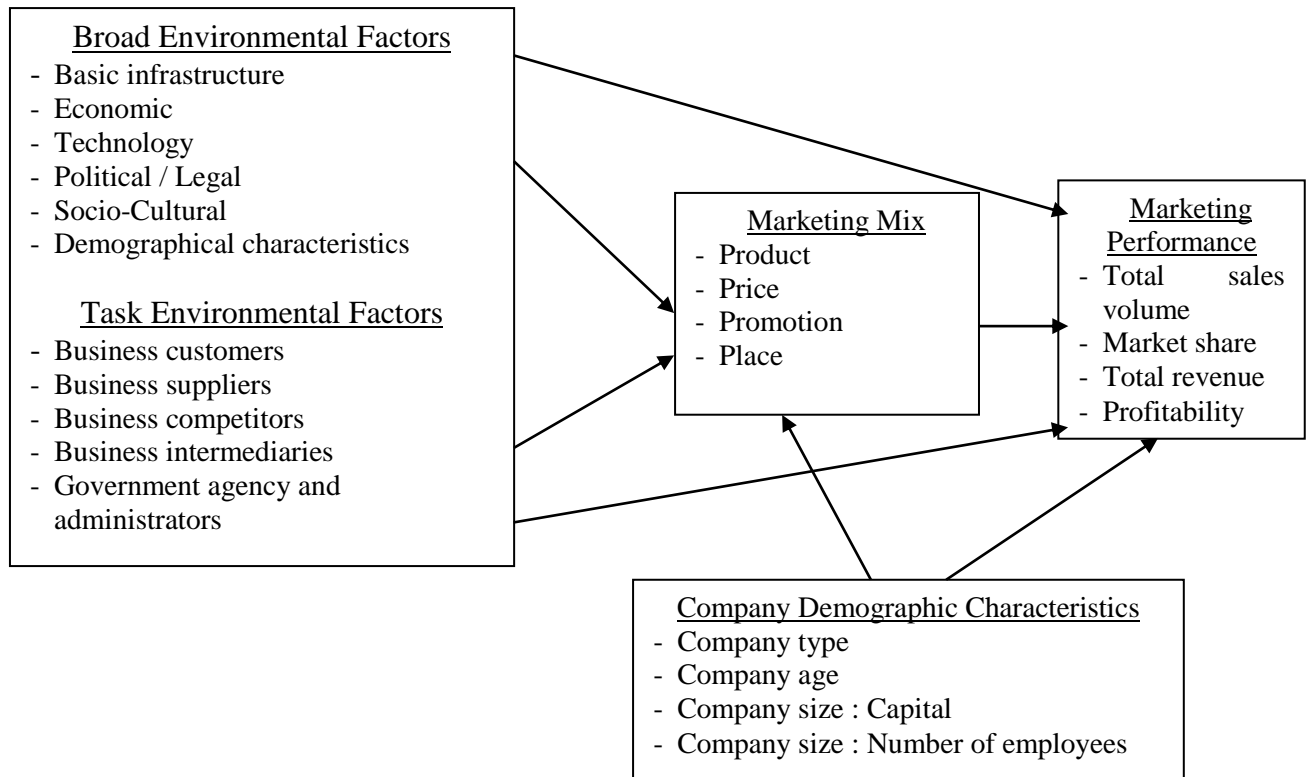 Broad Environmental Factors
- Basic infrastructure
- Economic
- Technology
- Political / Legal
- Socio-Cultural
- Demographical characteristics
Task Environmental Factors
- Business customers
- Business suppliers
- Business competitors
- Business intermediaries
- Government agency and
administrators
Marketing Mix
- Product
- Price
- Promotion
- Place
Marketing
Performance
- Total sales
volume
- Market share
- Total revenue
- Profitability
Company Demographic Characteristics
- Company type
- Company age
- Company size : Capital
- Company size : Number of employees